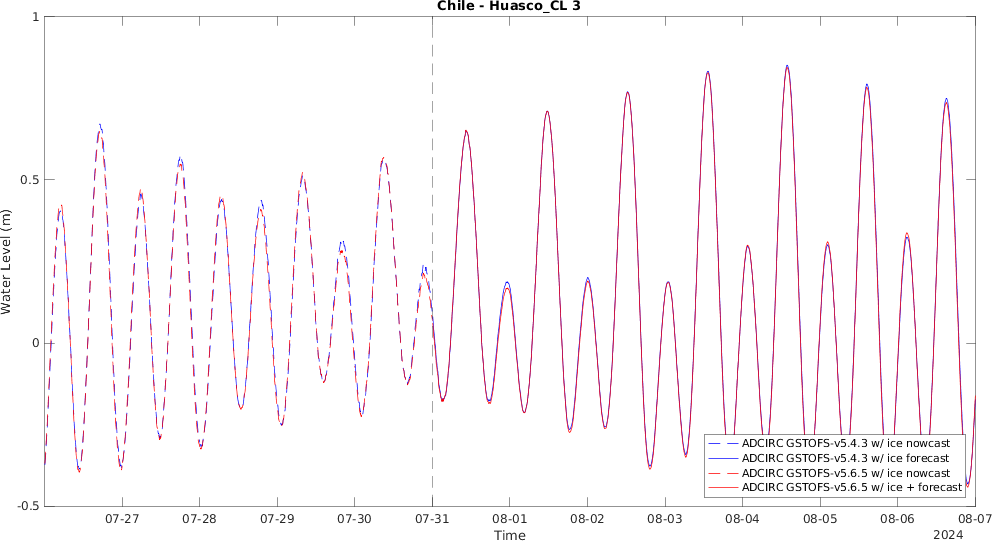 Chile - Huasco_CL 3
1
0.5
0
-0.5
Water Level (m)
ADCIRC GSTOFS-v5.4.3 w/ ice nowcast
ADCIRC GSTOFS-v5.4.3 w/ ice forecast
ADCIRC GSTOFS-v5.6.5 w/ ice nowcast
ADCIRC GSTOFS-v5.6.5 w/ ice + forecast
07-27 07-28 07-29 07-30 07-31 08-01 08-02 08-03 08-04 08-05 08-06 08-07
Time
2024